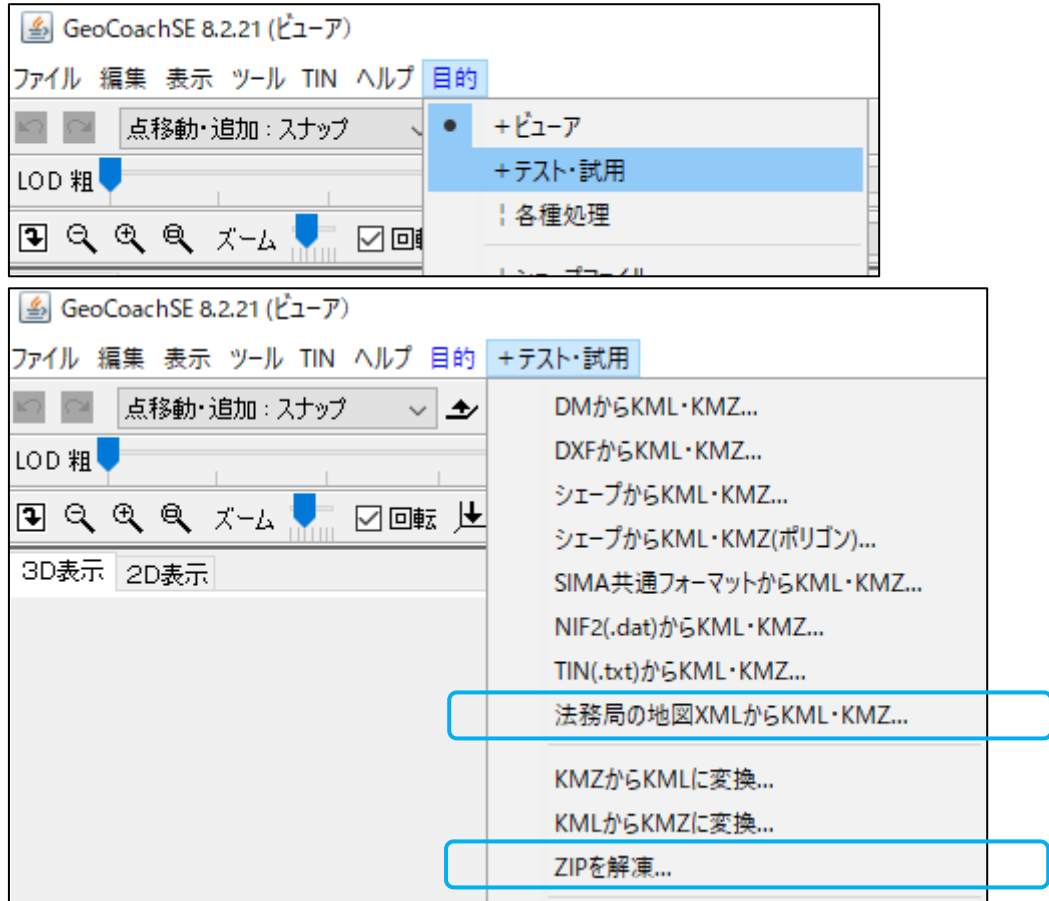 GeoCoachSE 8.2.21 (ビューア)
ファイル 編集 表示 ツール TIN ヘルプ 目的
点移動・追加 : スナップ
+ビューア
LOD 粗
+テスト・試用
¦各種処理
ズーム 回転
GeoCoachSE 8.2.21 (ビューア)
ファイル 編集 表示 ツール TIN ヘルプ 目的 +テスト・試用
点移動・追加 : スナップ
LOD 粗
ズーム 回転
3D表示 2D表示
DMからKML・KMZ...
DXFからKML・KMZ...
シェープからKML・KMZ...
シェープからKML・KMZ(ポリゴン)...
SIMA共通フォーマットからKML・KMZ...
NIF2(.dat)からKML・KMZ...
TIN(.txt)からKML・KMZ...
法務局の地図XMLからKML・KMZ...
KMZからKMLに変換...
KMLからKMZに変換...
ZIPを解凍...